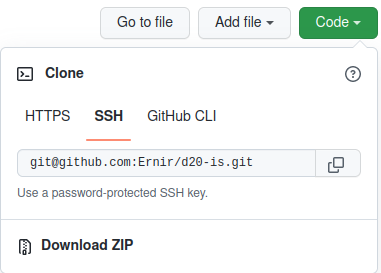 Go to file Add file Code
Clone
HTTPS SSH GitHub CLI
git@github.com:Ernir/d20-is.git
Use a password-protected SSH key.
Download ZIP